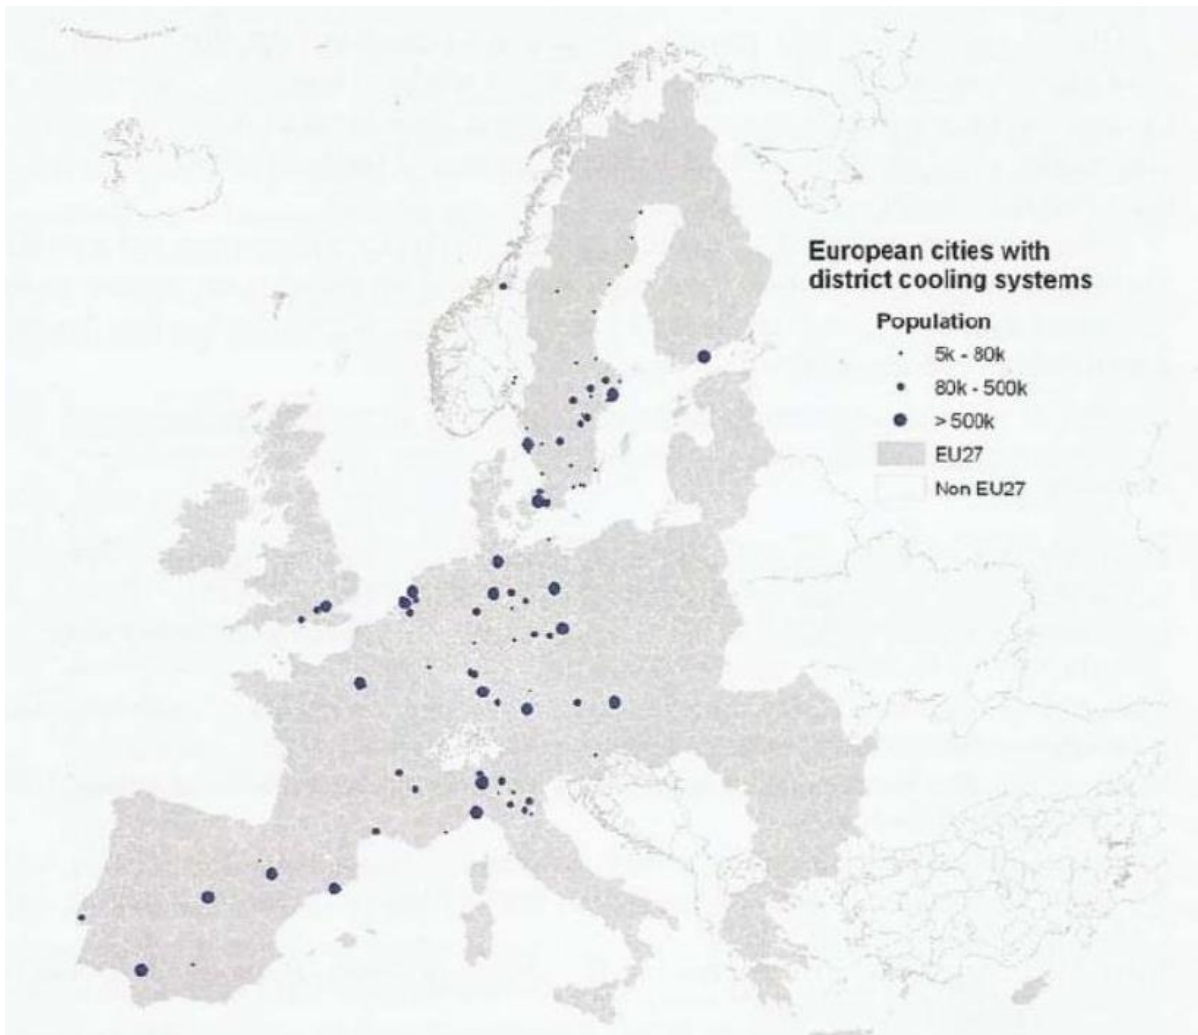 European cities with
district cooling systems
Population
5k - 80k
80k - 500k
> 500k
EU27
Non EU27